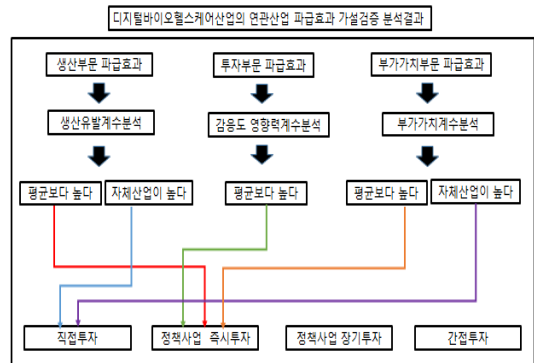 디지털바이오헬스케어산업의 연관산업 파급효과 가설검증 분석결과
생산부문 파급효과
투자부문 파급효과
부가가치부문 파급효과
생산유발계수분석
감응도 영향력계수분석
부가가치계수분석
평균보다 높다
자체산업이 높다
평균보다 높다
평균보다 높다
자체산업이 높다
직접투자
정책사업 즉시투자
정책사업 장기투자
간접투자